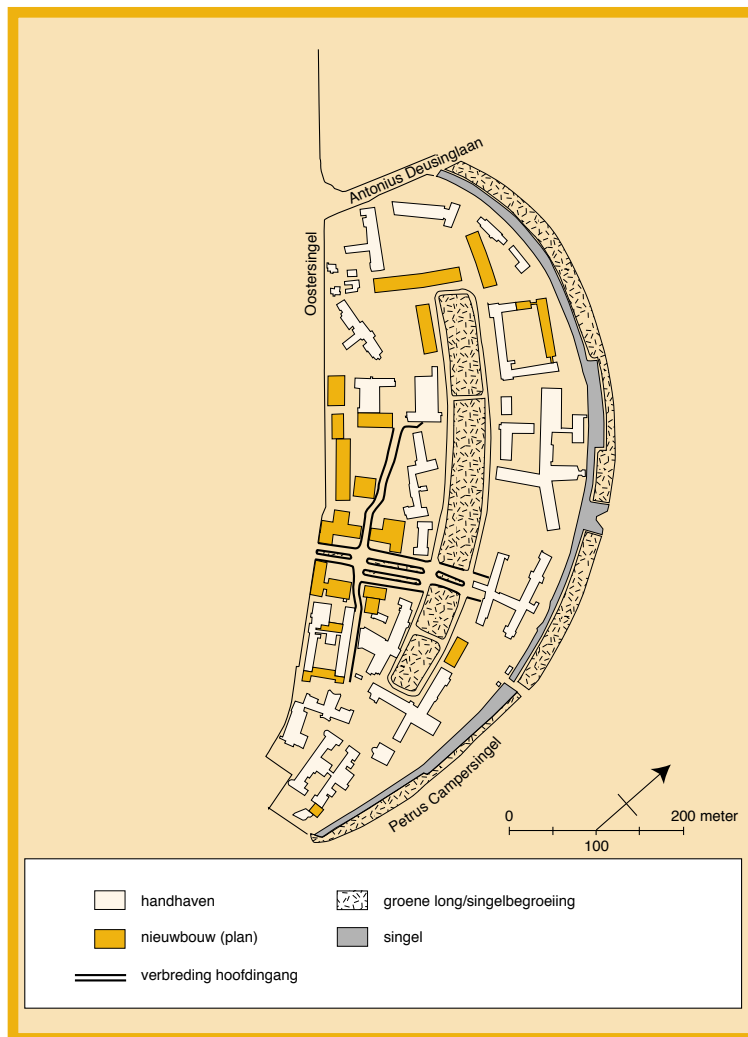 Antonius Deusinglaan
Oostersingel
Petrus Campersingel
0
200 meter
100
handhaven
groene long/singelbegroeiing
nieuwbouw (plan)
singel
verbreding hoofdingang